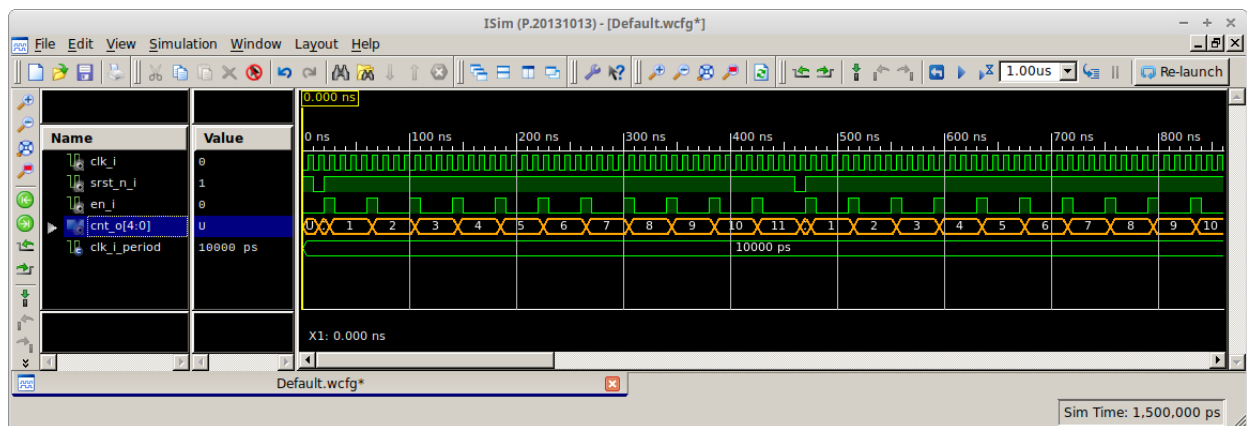 ISim (P.20131013) - [Default.wcfg*]
File Edit View Simulation Window Layout Help
1.00us Re-launch
0.000 ns
Name Value 0 ns 100 ns 200 ns 300 ns 400 ns 500 ns 600 ns 700 ns 800 ns
clk_i 0
srst_n_i 1
en_i 0
cnt_o[4:0] U U . 1 2 3 4 5 6 7 8 9 10 11 . 1 2 3 4 5 6 7 8 9 10
clk_i_period 10000 ps 10000 ps
X1: 0.000 ns
Default.wcfg*
Sim Time: 1,500,000 ps